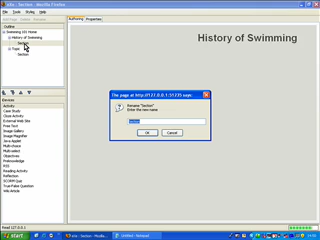 eXe : Section - Mozilla Firefox
File Tools Styles Help
Outline
Swimming 101 Home
History of Swimming
Section
Topic
Section
Devices
Activity
Case Study
Cloze Activity
External Web Site
Free Text
Image Gallery
Image Magnifier
Java Applet
Multi-choice
Multi-select
Objectives
Preknowledge
RSS
Reading Activity
Reflection
SCORM Quiz
True-False Question
Wiki Article
Authoring Properties
History of Swimming
The page at http://127.0.0.1:51235 says:
Rename "Section"
Enter the new name
Section
OK Cancel
Read 127.0.0.1
start
eXe : Section - Mozill...
Untitled - Notepad